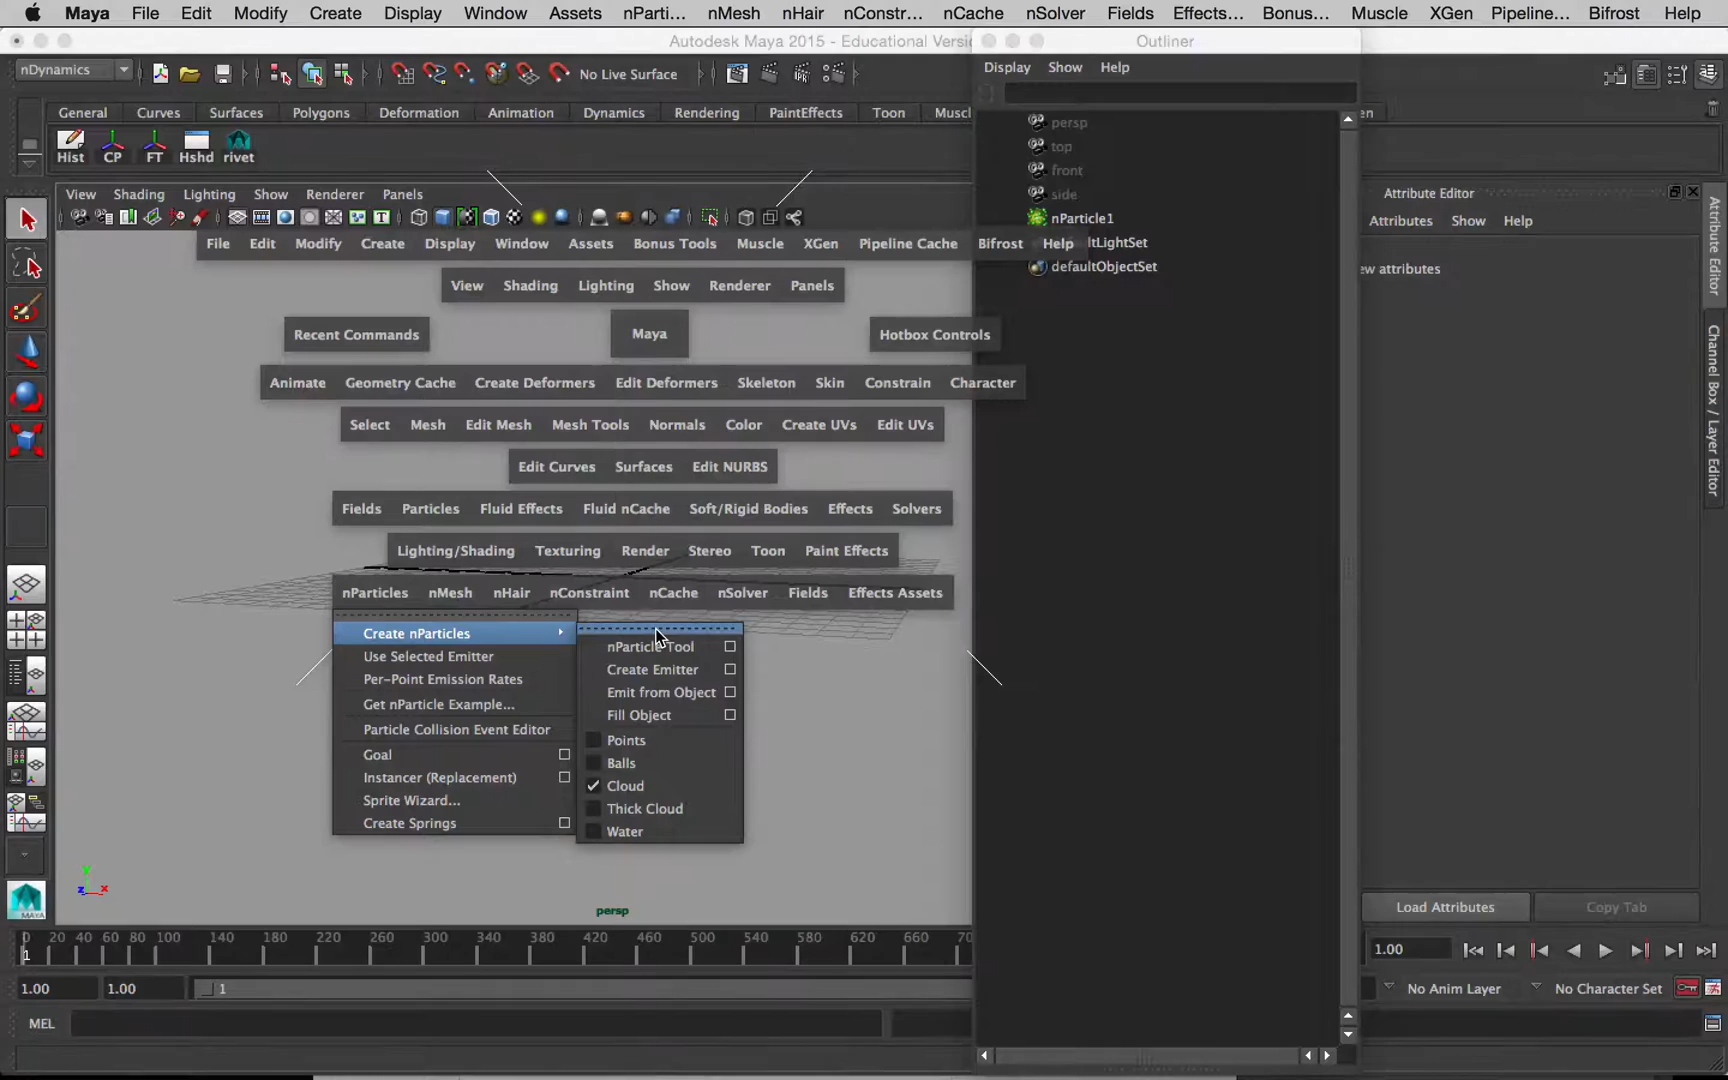 Maya File Edit Modify Create Display Window Assets nParti... nMesh nHair nConstr... nCache nSolver Fields Effects... Bonus... Muscle XGen Pipeline... Bifrost Help
Autodesk Maya 2015 - Educational Versio
Outliner
nDynamics
No Live Surface
Display Show Help
General Curves Surfaces Polygons Deformation Animation Dynamics Rendering PaintEffects Toon Muscl
en
Hist CP FT Hshd rivet
View Shading Lighting Show Renderer Panels
persp
top
front
side
nParticle1
ltLightSet
defaultObjectSet
Attribute Editor
Attributes Show Help
ew attributes
Attribute Editor
Channel Box / Layer Editor
File Edit Modify Create Display Window Assets Bonus Tools Muscle XGen Pipeline Cache Bifrost Help
View Shading Lighting Show Renderer Panels
Recent Commands Maya Hotbox Controls
Animate Geometry Cache Create Deformers Edit Deformers Skeleton Skin Constrain Character
Select Mesh Edit Mesh Mesh Tools Normals Color Create UVs Edit UVs
Edit Curves Surfaces Edit NURBS
Fields Particles Fluid Effects Fluid nCache Soft/Rigid Bodies Effects Solvers
Lighting/Shading Texturing Render Stereo Toon Paint Effects
nParticles nMesh nHair nConstraint nCache nSolver Fields Effects Assets
Create nParticles
Use Selected Emitter
Per-Point Emission Rates
Get nParticle Example...
Particle Collision Event Editor
Goal
Instancer (Replacement)
Sprite Wizard...
Create Springs
nParticle Tool
Create Emitter
Emit from Object
Fill Object
Points
Balls
Cloud
Thick Cloud
Water
y
z x
MAYA
persp
Load Attributes Copy Tab
0 20 40 60 80 100 140 180 220 260 300 340 380 420 460 500 540 580 620 660 70
1
1.00
1.00 1.00 1
No Anim Layer No Character Set
MEL